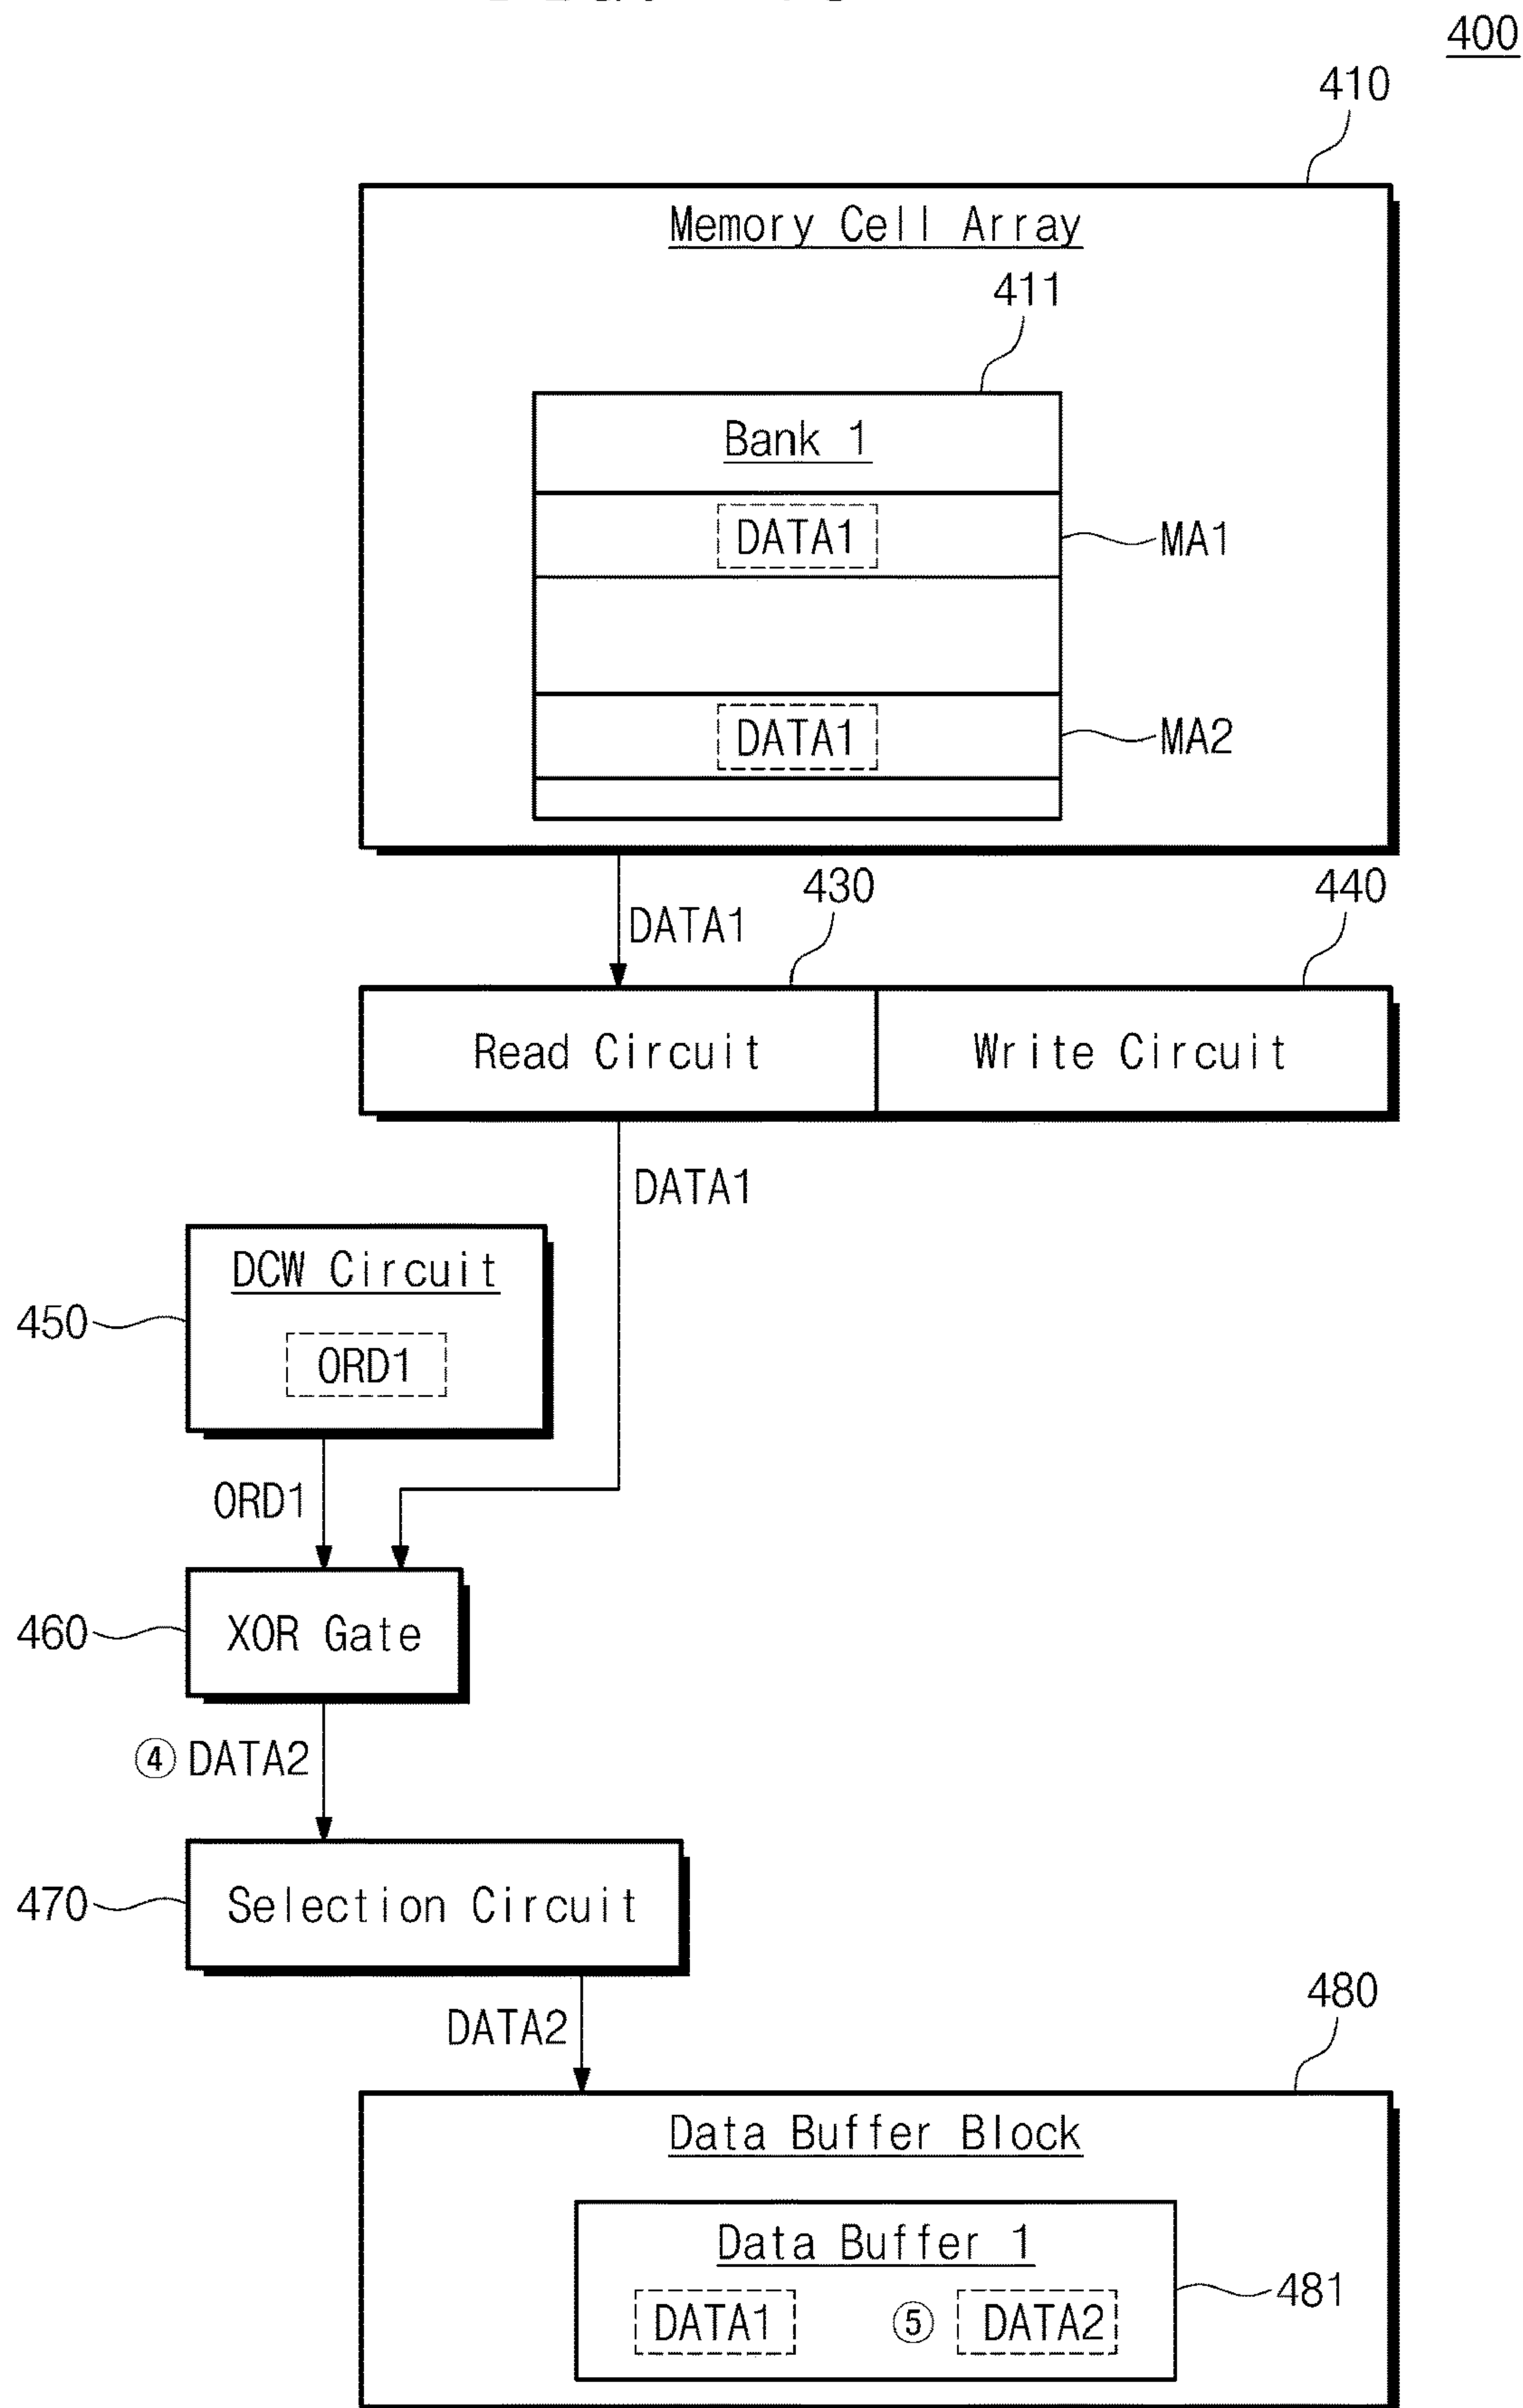 400
410
Memory Cell Array
411
Bank 1
DATA1
MA1
DATA1
MA2
DATA1
430
440
Read Circuit
Write Circuit
DATA1
DCW Circuit
450
ORD1
ORD1
460
XOR Gate
④ DATA2
470
Selection Circuit
DATA2
480
Data Buffer Block
Data Buffer 1
481
DATA1
⑤ DATA2